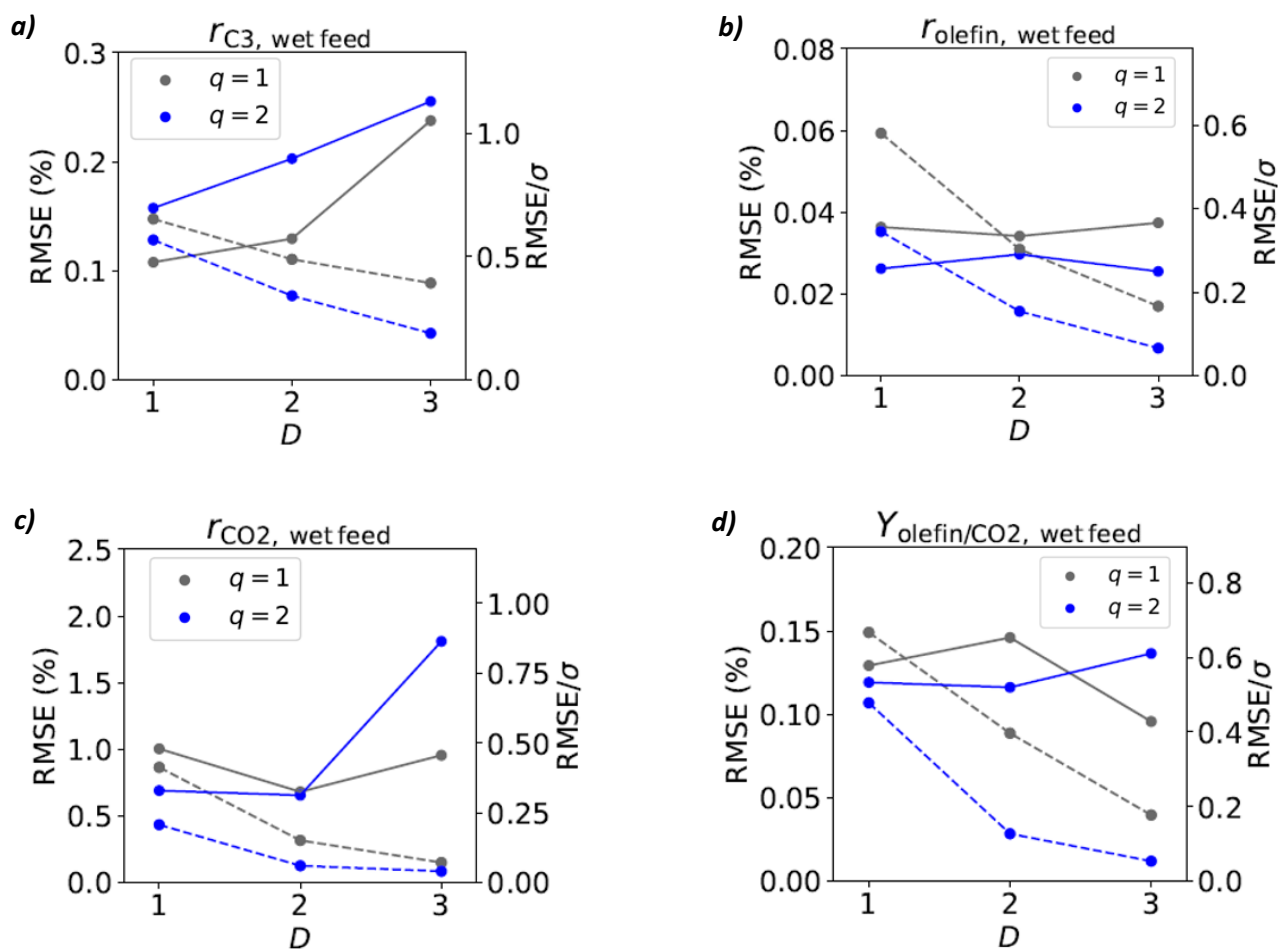 a)
r_C3, wet feed
0.3
0.2
0.1
0.0
RMSE (%)
q = 1
q = 2
1.0
0.5
0.0
RMSE/σ
1 2 3
D
b)
r_olefin, wet feed
0.08
0.06
0.04
0.02
0.00
RMSE (%)
q = 1
q = 2
0.6
0.4
0.2
0.0
RMSE/σ
1 2 3
D
c)
r_CO2, wet feed
2.5
2.0
1.5
1.0
0.5
0.0
RMSE (%)
q = 1
q = 2
1.00
0.75
0.50
0.25
0.00
RMSE/σ
1 2 3
D
d)
Y_olefin/CO2, wet feed
0.20
0.15
0.10
0.05
0.00
RMSE (%)
q = 1
q = 2
0.8
0.6
0.4
0.2
0.0
RMSE/σ
1 2 3
D